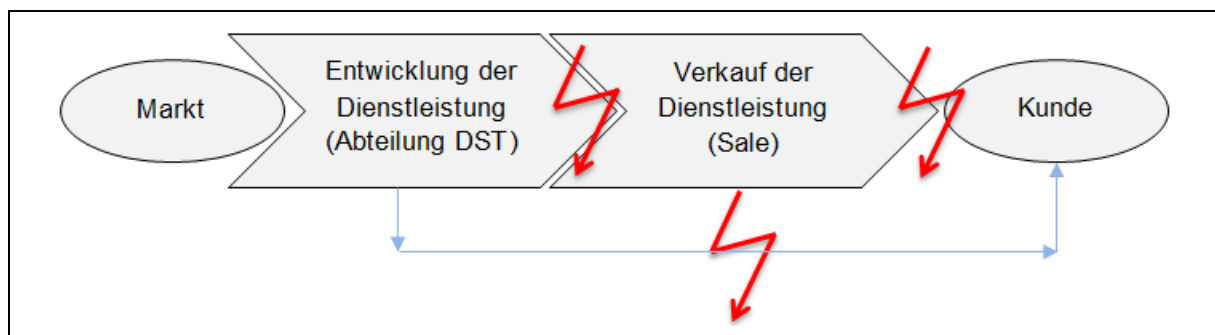 Markt
Entwicklung der
Dienstleistung
(Abteilung DST)
Verkauf der
Dienstleistung
(Sale)
Kunde